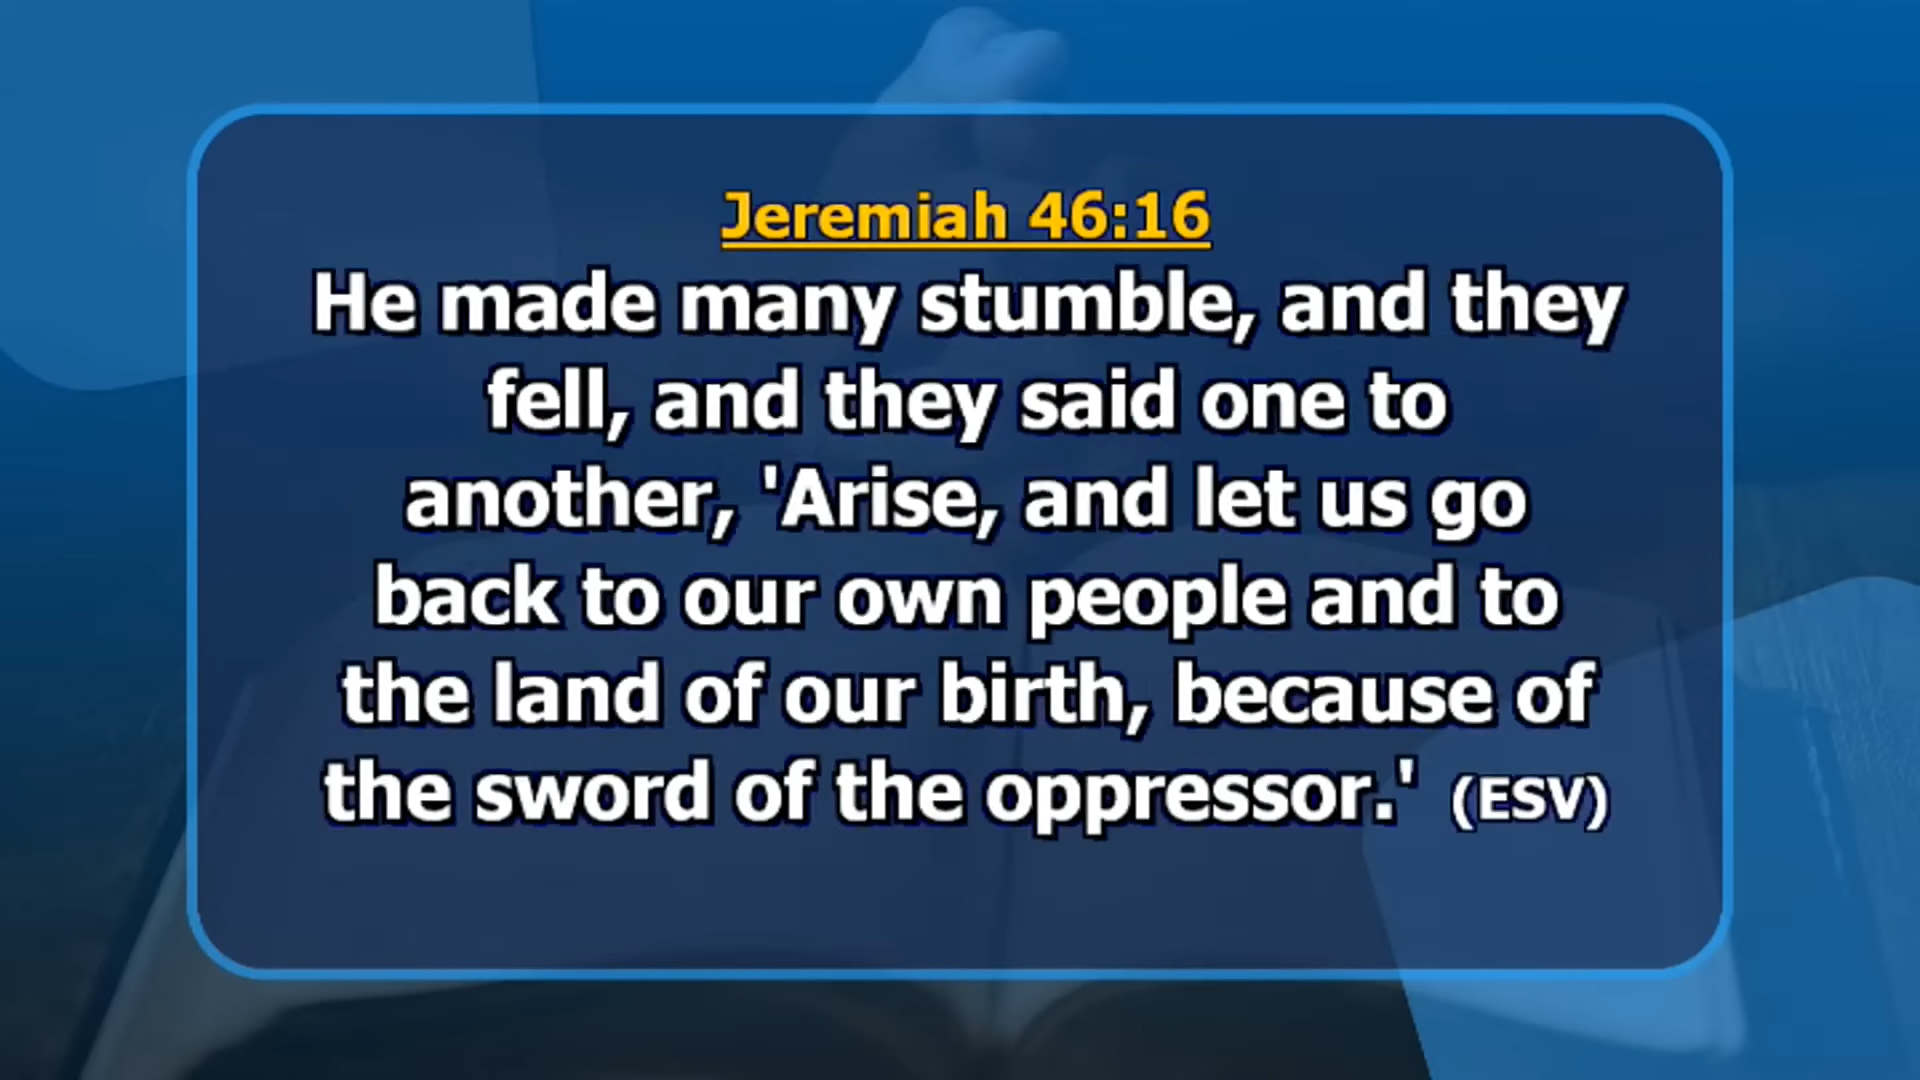 Jeremiah 46:16
He made many stumble, and they
fell, and they said one to
another, 'Arise, and let us go
back to our own people and to
the land of our birth, because of
the sword of the oppressor.' (ESV)